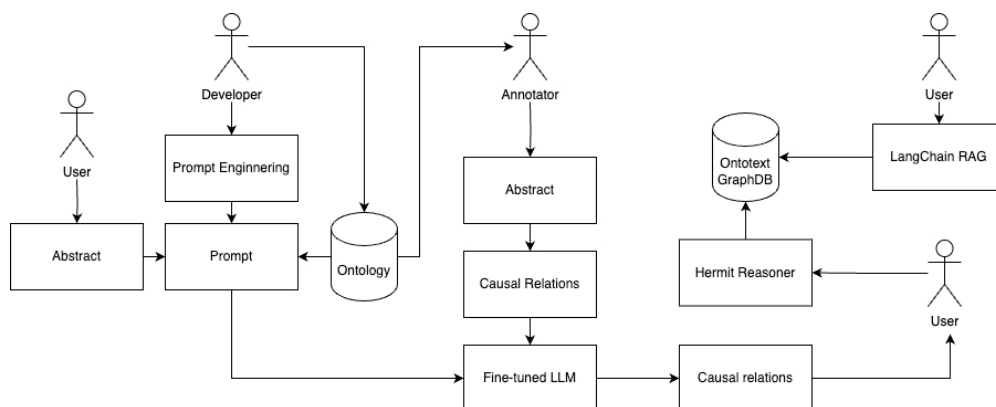 Developer
Annotator
User
User
Prompt Enginnering
Ontotext
GraphDB
LangChain RAG
Abstract
Abstract
Prompt
Ontology
Causal Relations
Hermit Reasoner
User
Fine-tuned LLM
Causal relations